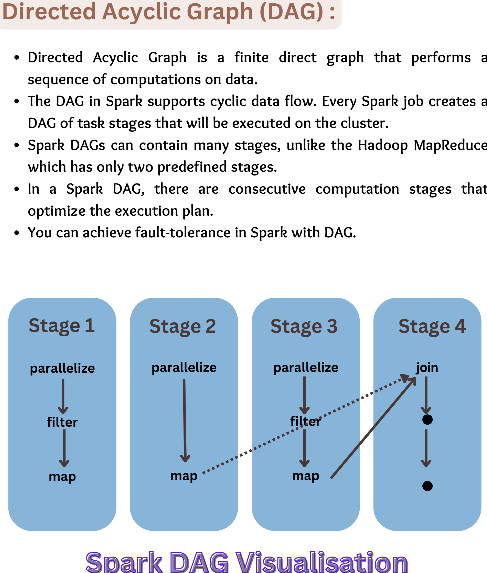 Directed Acyclic Graph (DAG) :
• Directed Acyclic Graph is a finite direct graph that performs a
sequence of computations on data.
• The DAG in Spark supports cyclic data flow. Every Spark job creates a
DAG of task stages that will be executed on the cluster.
• Spark DAGs can contain many stages, unlike the Hadoop MapReduce
which has only two predefined stages.
• In a Spark DAG, there are consecutive computation stages that
optimize the execution plan.
• You can achieve fault-tolerance in Spark with DAG.
Stage 1
parallelize
filter
map
Stage 2
parallelize
map
Stage 3
parallelize
filter
map
Stage 4
join
Spark DAG Visualisation